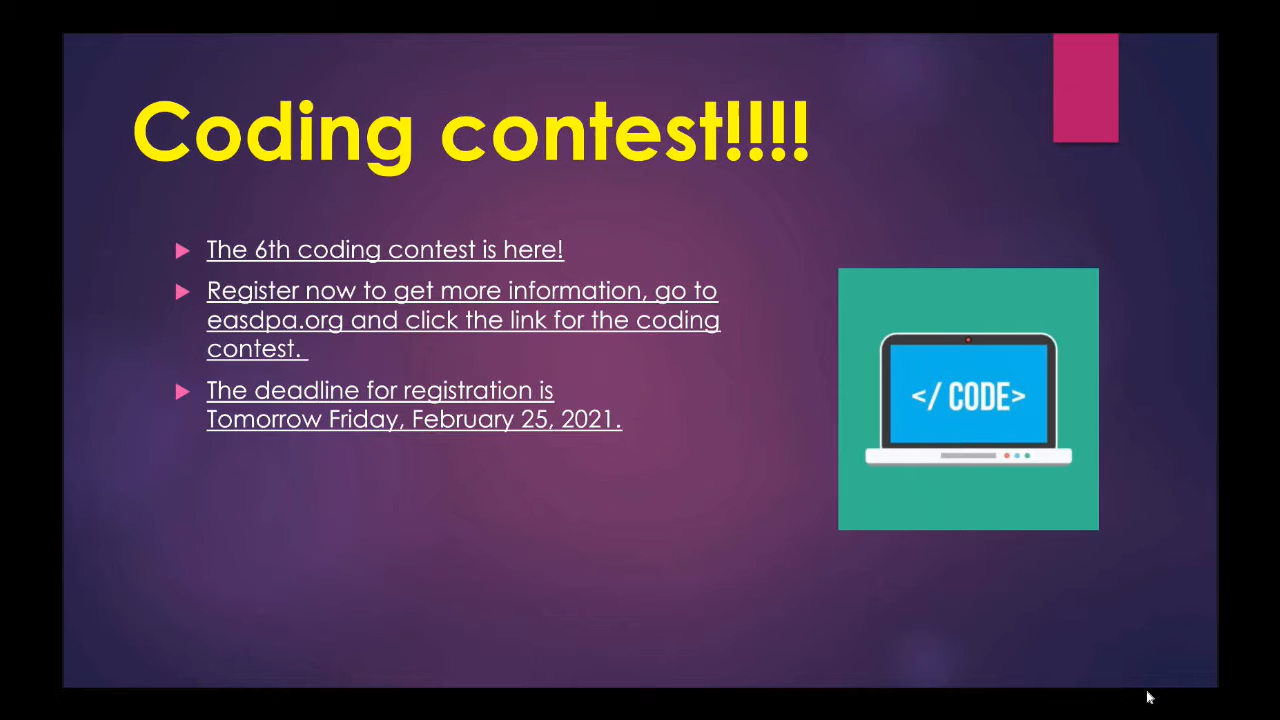 Coding contest!!!!
The 6th coding contest is here!
Register now to get more information, go to
easdpa.org and click the link for the coding
contest.
The deadline for registration is
Tomorrow Friday, February 25, 2021.
</ CODE>